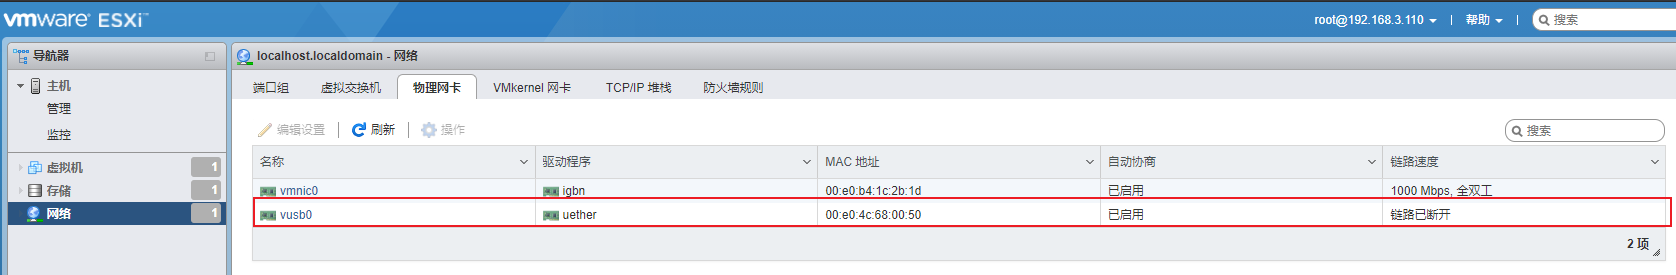 vmware ESXi
root@192.168.3.110
帮助
搜索
导航器
主机
管理
监控
虚拟机 1
存储 1
网络 1
localhost.localdomain - 网络
端口组 虚拟交换机 物理网卡 VMkernel 网卡 TCP/IP 堆栈 防火墙规则
编辑设置 刷新 操作 搜索
名称 驱动程序 MAC 地址 自动协商 链路速度
vmnic0 igbn 00:e0:b4:1c:2b:1d 已启用 1000 Mbps, 全双工
vusb0 uether 00:e0:4c:68:00:50 已启用 链路已断开
2 项